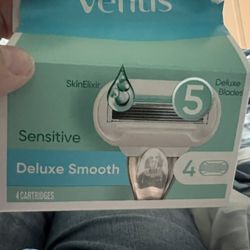 Venus
SkinElixir
5
Deluxe
Blades
Sensitive
Deluxe Smooth
4
4 CARTRIDGES